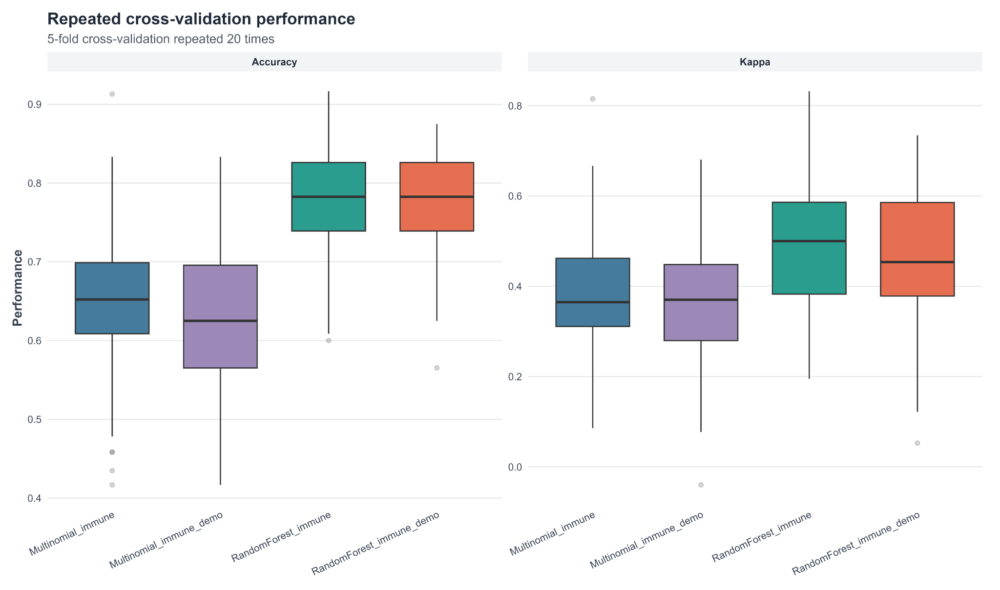 Repeated cross-validation performance
5-fold cross-validation repeated 20 times
Accuracy
Kappa
Performance
0.9
0.8
0.7
0.6
0.5
0.4
0.8
0.6
0.4
0.2
0.0
Multinomial_immune
Multinomial_immune_demo
RandomForest_immune
RandomForest_immune_demo
Multinomial_immune
Multinomial_immune_demo
RandomForest_immune
RandomForest_immune_demo